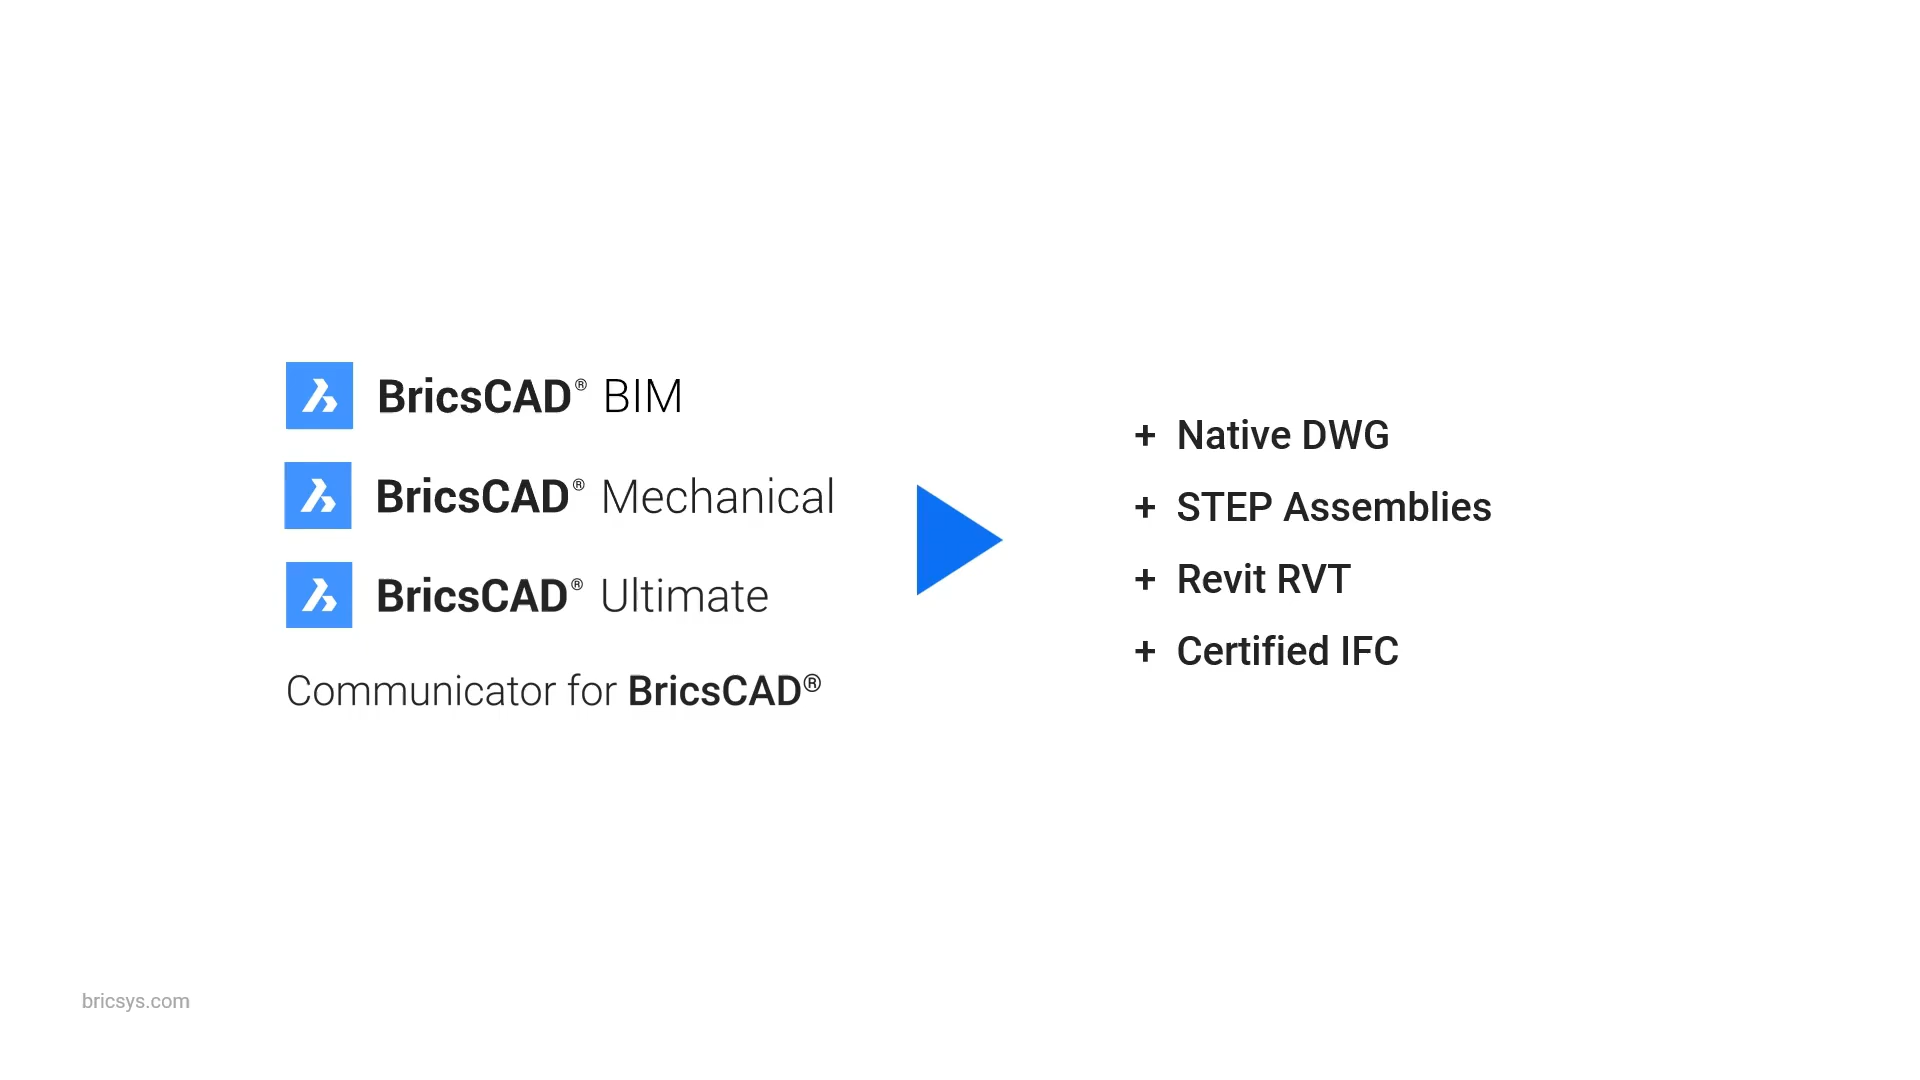 BricsCAD® BIM
BricsCAD® Mechanical
BricsCAD® Ultimate
Communicator for BricsCAD®
+ Native DWG
+ STEP Assemblies
+ Revit RVT
+ Certified IFC
bricsys.com